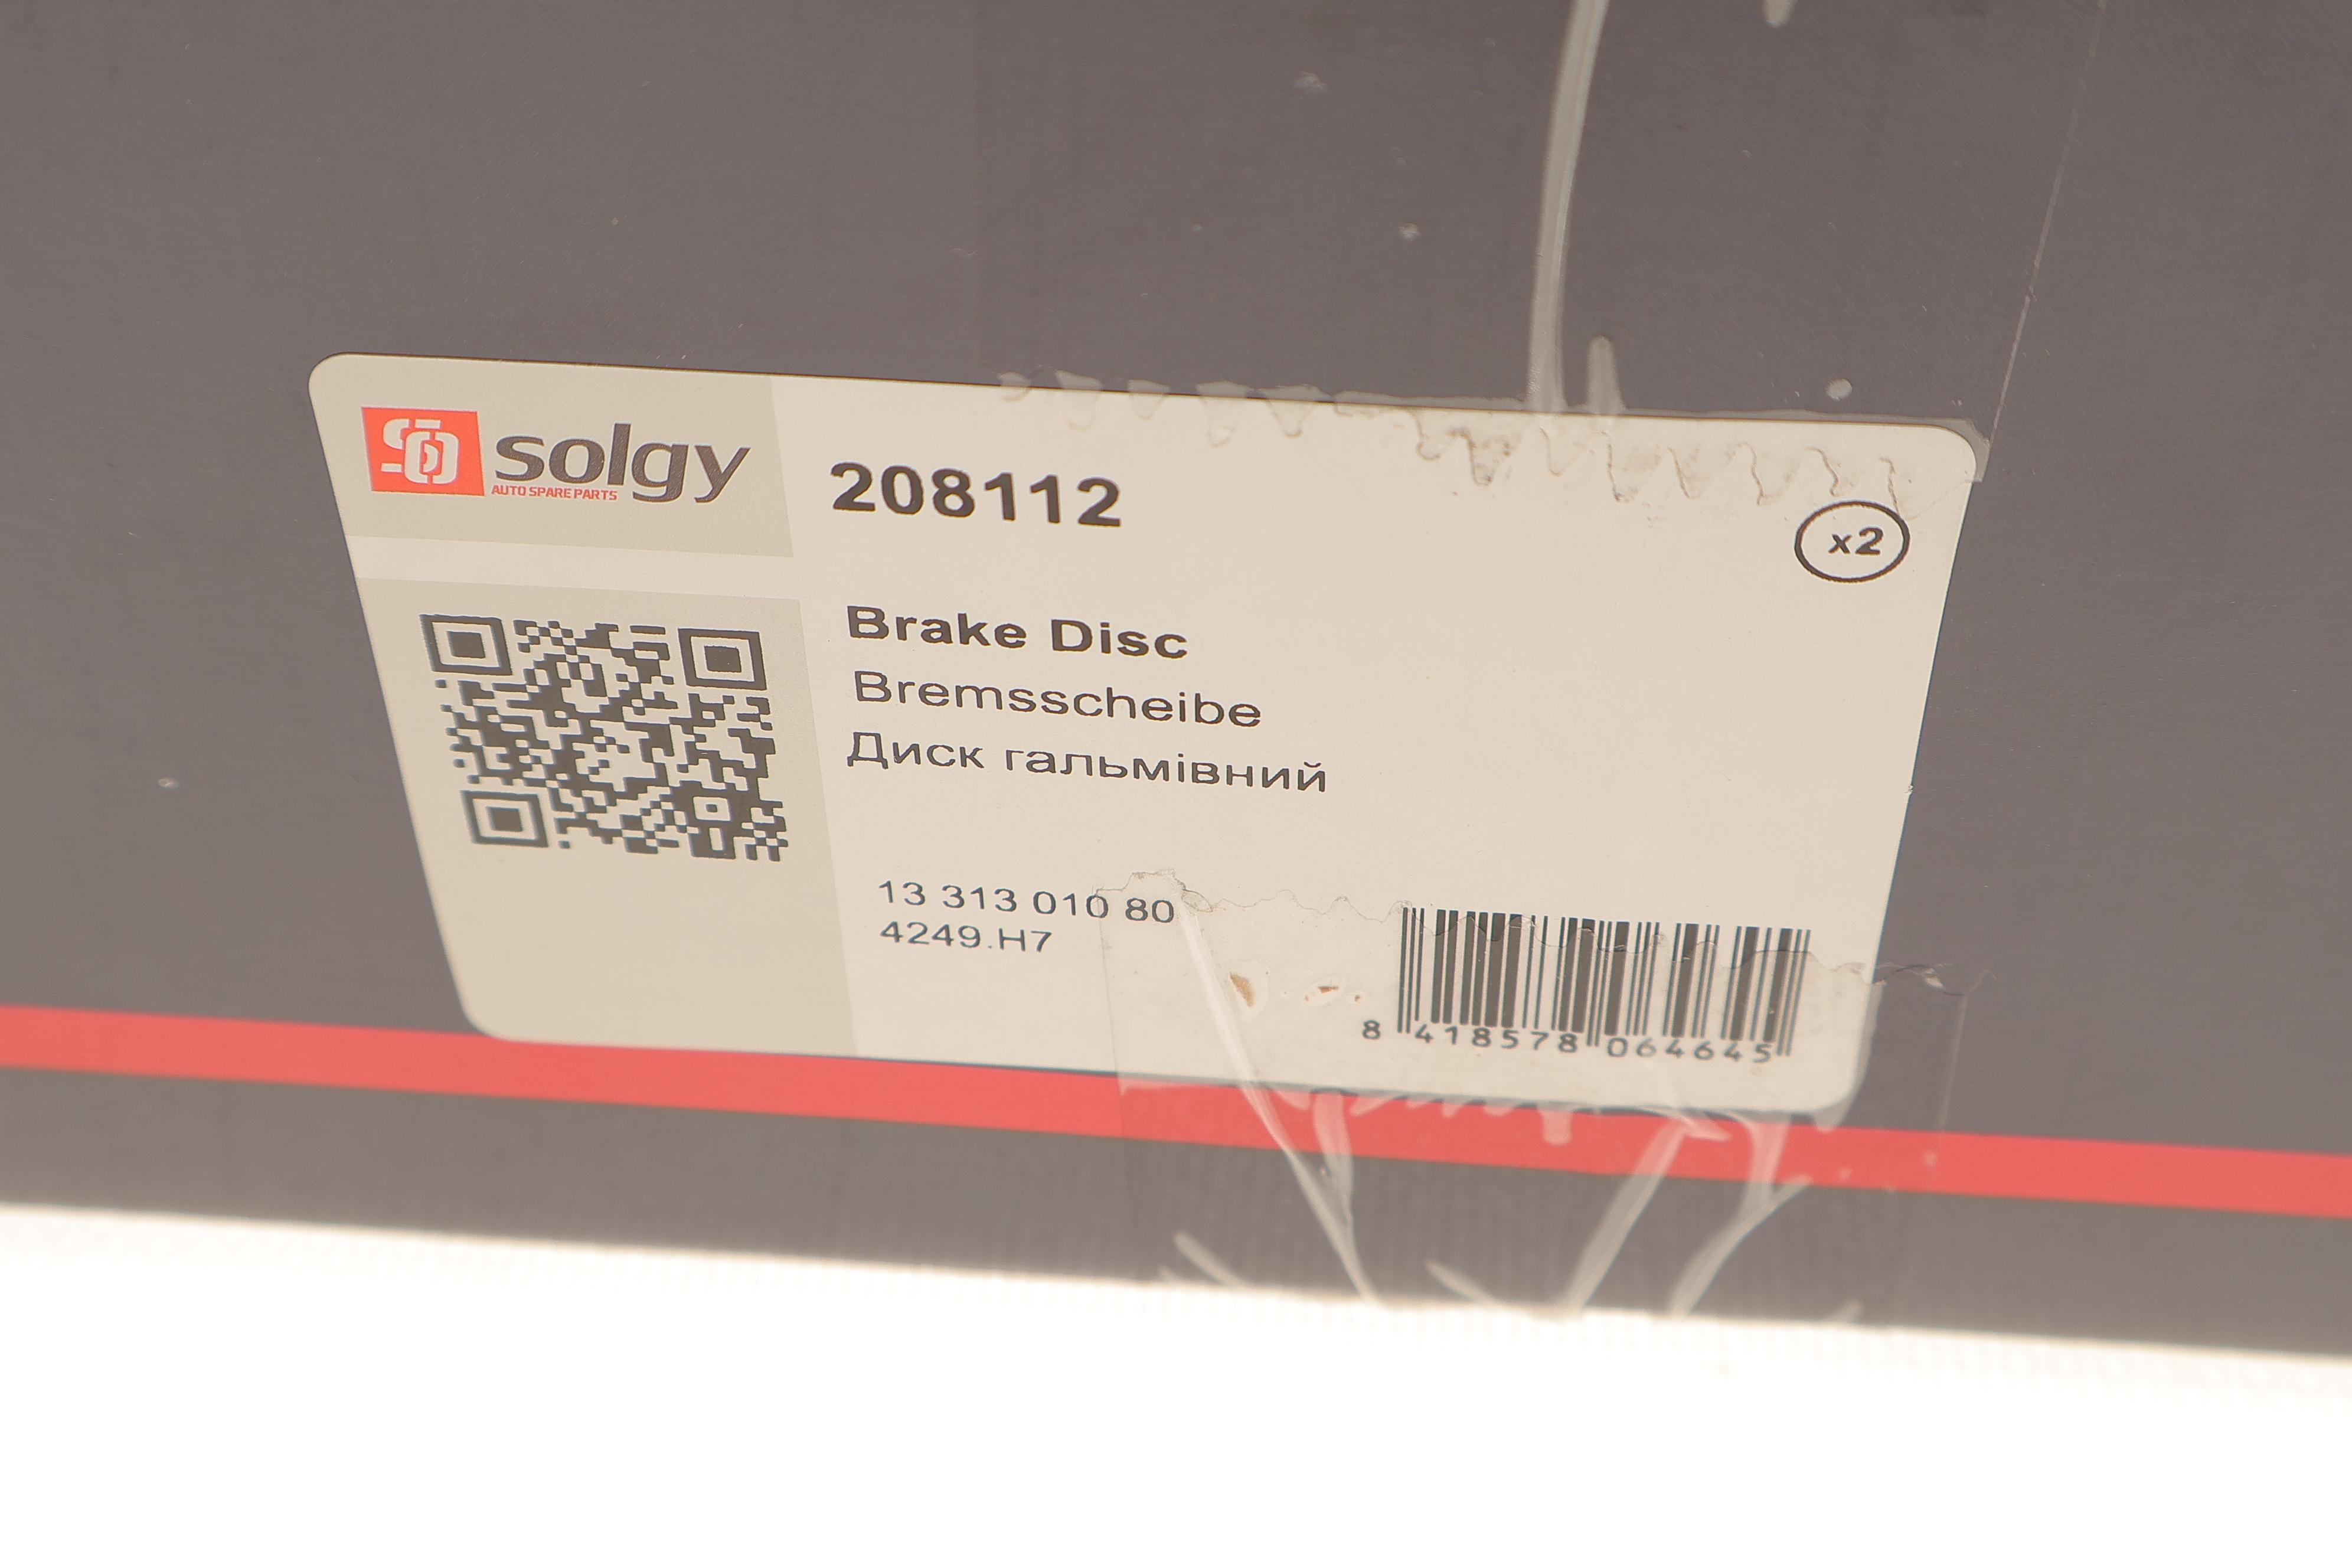 solgy
AUTO SPARE PARTS
208112
x2
Brake Disc
Bremsscheibe
Диск гальмівний
13 313 010 80
4249.H7
8 418578 064645